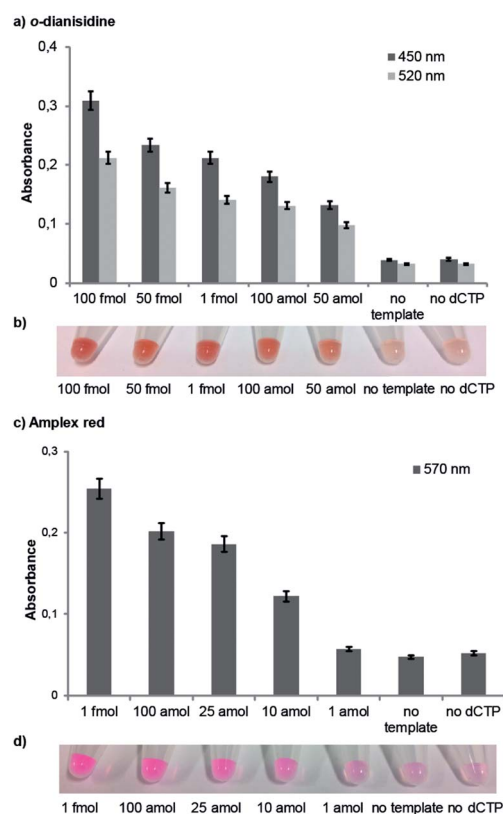 a) o-dianisidine
450 nm
520 nm
0,4
0,3
0,2
0,1
0
Absorbance
100 fmol 50 fmol 1 fmol 100 amol 50 amol no template no dCTP
b)
100 fmol 50 fmol 1 fmol 100 amol 50 amol no template no dCTP
c) Amplex red
570 nm
0,3
0,2
0,1
0
Absorbance
1 fmol 100 amol 25 amol 10 amol 1 amol no template no dCTP
d)
1 fmol 100 amol 25 amol 10 amol 1 amol no template no dCTP